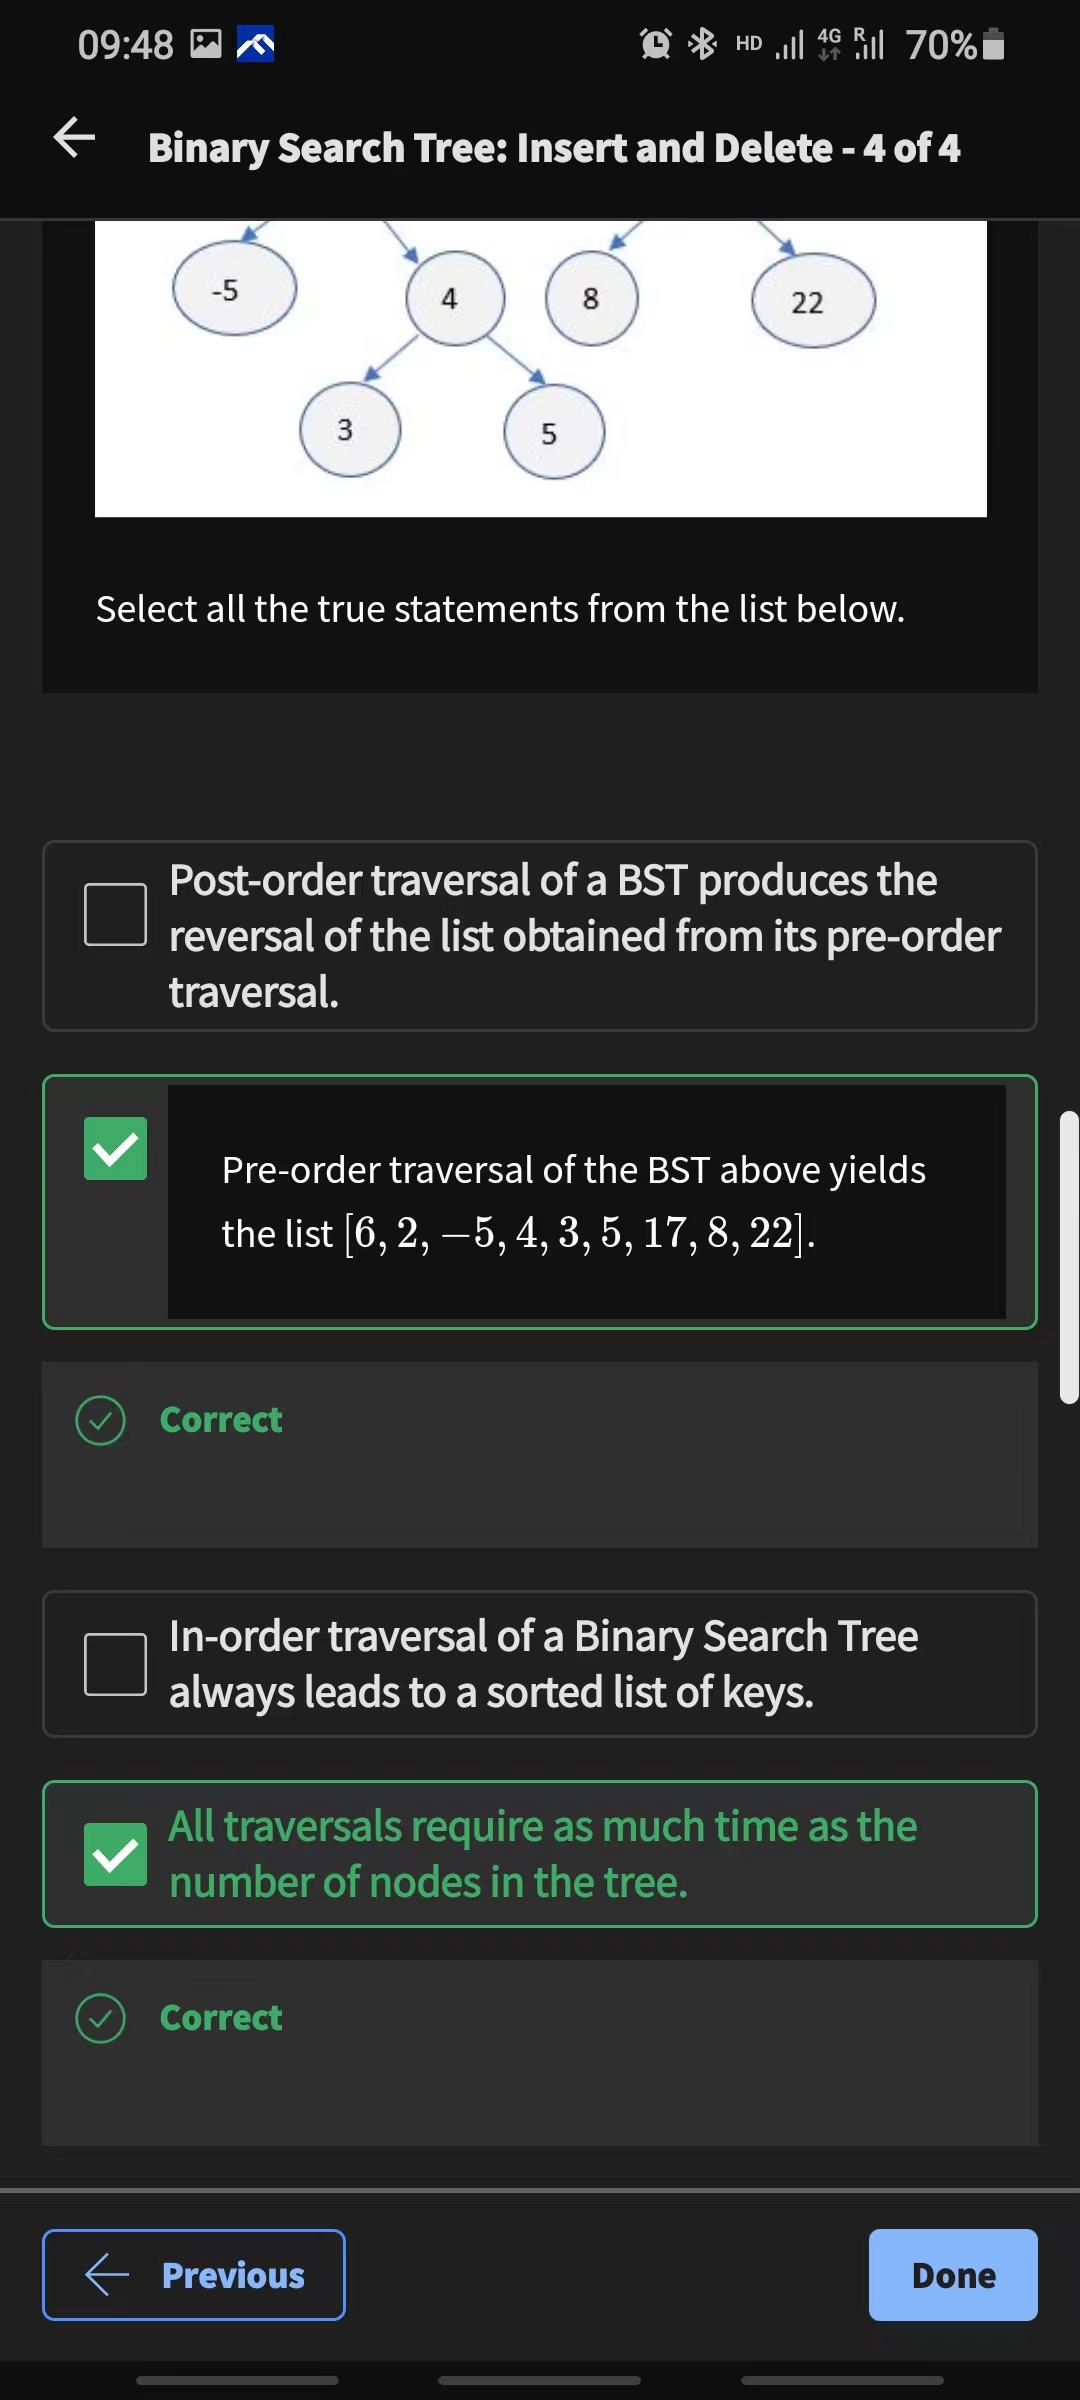 09:48 HD 4G R 70%
Binary Search Tree: Insert and Delete - 4 of 4
-5 4 8 22
3 5
Select all the true statements from the list below.
Post-order traversal of a BST produces the
reversal of the list obtained from its pre-order
traversal.
Pre-order traversal of the BST above yields
the list [6, 2, −5, 4, 3, 5, 17, 8, 22].
Correct
In-order traversal of a Binary Search Tree
always leads to a sorted list of keys.
All traversals require as much time as the
number of nodes in the tree.
Correct
Previous
Done